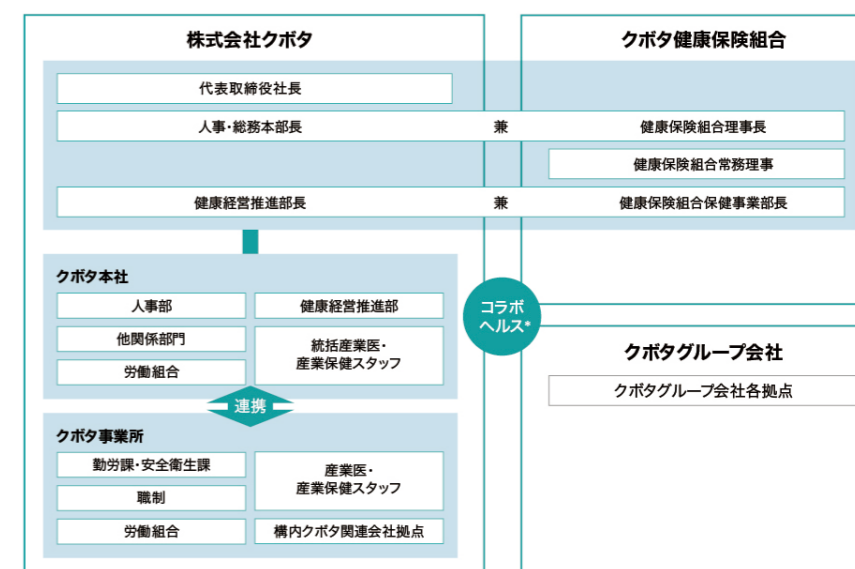 株式会社クボタ
クボタ健康保険組合
代表取締役社長
人事・総務本部長
兼
健康保険組合理事長
健康保険組合常務理事
健康経営推進部長
兼
健康保険組合保健事業部長
クボタ本社
人事部
健康経営推進部
他関係部門
統括産業医・
産業保健スタッフ
労働組合
コラボ
ヘルス*
連携
クボタ事業所
勤労課・安全衛生課
産業医・
産業保健スタッフ
職制
労働組合
構内クボタ関連会社拠点
クボタグループ会社
クボタグループ会社各拠点